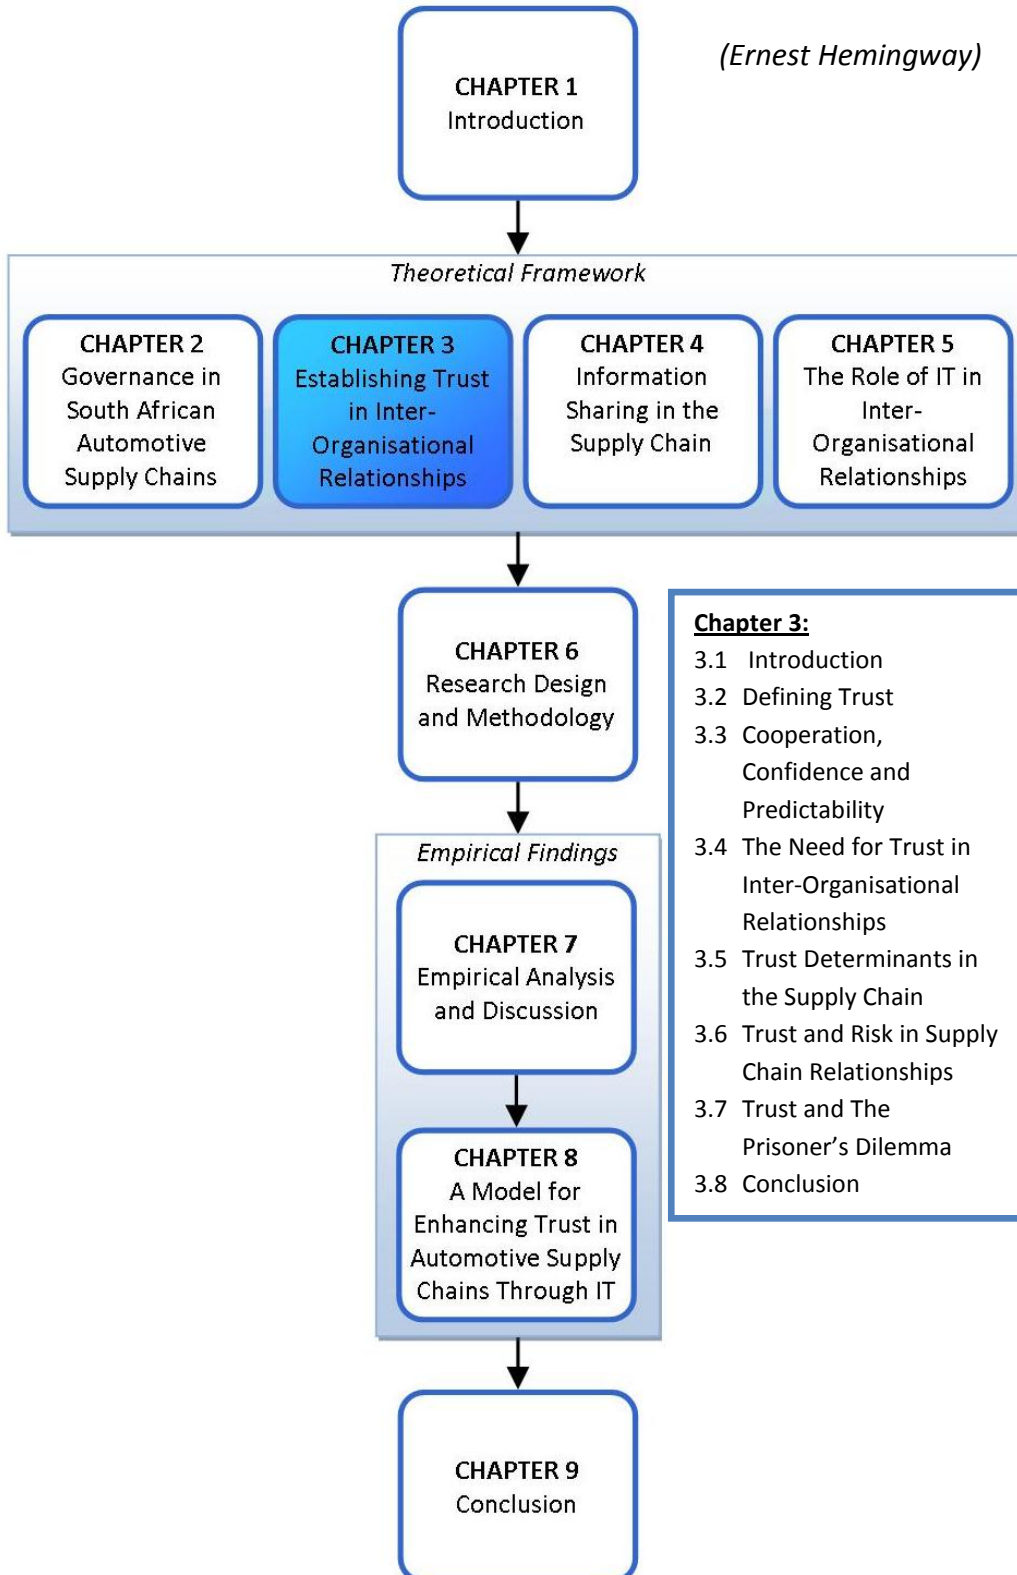 (Ernest Hemingway)
CHAPTER 1
Introduction
Theoretical Framework
CHAPTER 2
Governance in
South African
Automotive
Supply Chains
CHAPTER 3
Establishing Trust
in Inter-
Organisational
Relationships
CHAPTER 4
Information
Sharing in the
Supply Chain
CHAPTER 5
The Role of IT in
Inter-
Organisational
Relationships
CHAPTER 6
Research Design
and Methodology
Chapter 3:
3.1 Introduction
3.2 Defining Trust
3.3 Cooperation,
Confidence and
Predictability
3.4 The Need for Trust in
Inter-Organisational
Relationships
3.5 Trust Determinants in
the Supply Chain
3.6 Trust and Risk in Supply
Chain Relationships
3.7 Trust and The
Prisoner’s Dilemma
3.8 Conclusion
Empirical Findings
CHAPTER 7
Empirical Analysis
and Discussion
CHAPTER 8
A Model for
Enhancing Trust in
Automotive Supply
Chains Through IT
CHAPTER 9
Conclusion